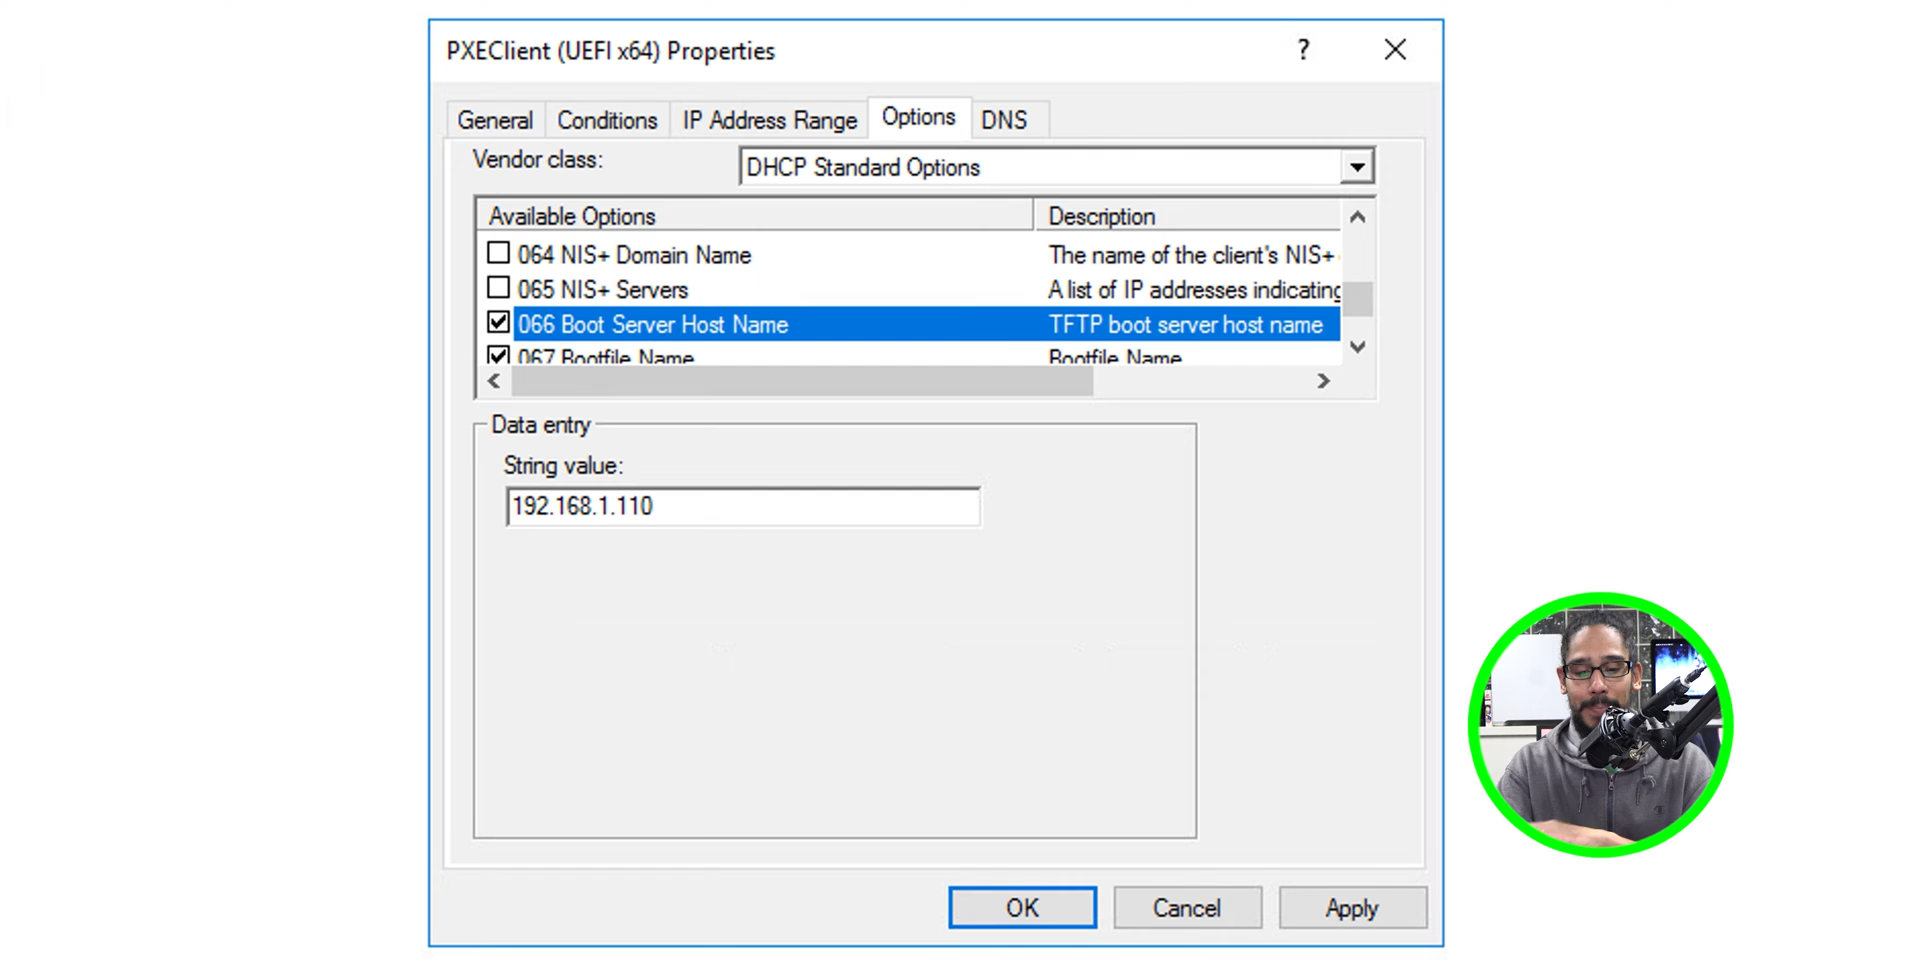 PXEClient (UEFI x64) Properties
?
General
Conditions
IP Address Range
Options
DNS
Vendor class:
DHCP Standard Options
Available Options
Description
064 NIS+ Domain Name
The name of the client's NIS+
065 NIS+ Servers
A list of IP addresses indicating
066 Boot Server Host Name
TFTP boot server host name
067 Bootfile Name
Bootfile Name
Data entry
String value:
192.168.1.110
OK
Cancel
Apply